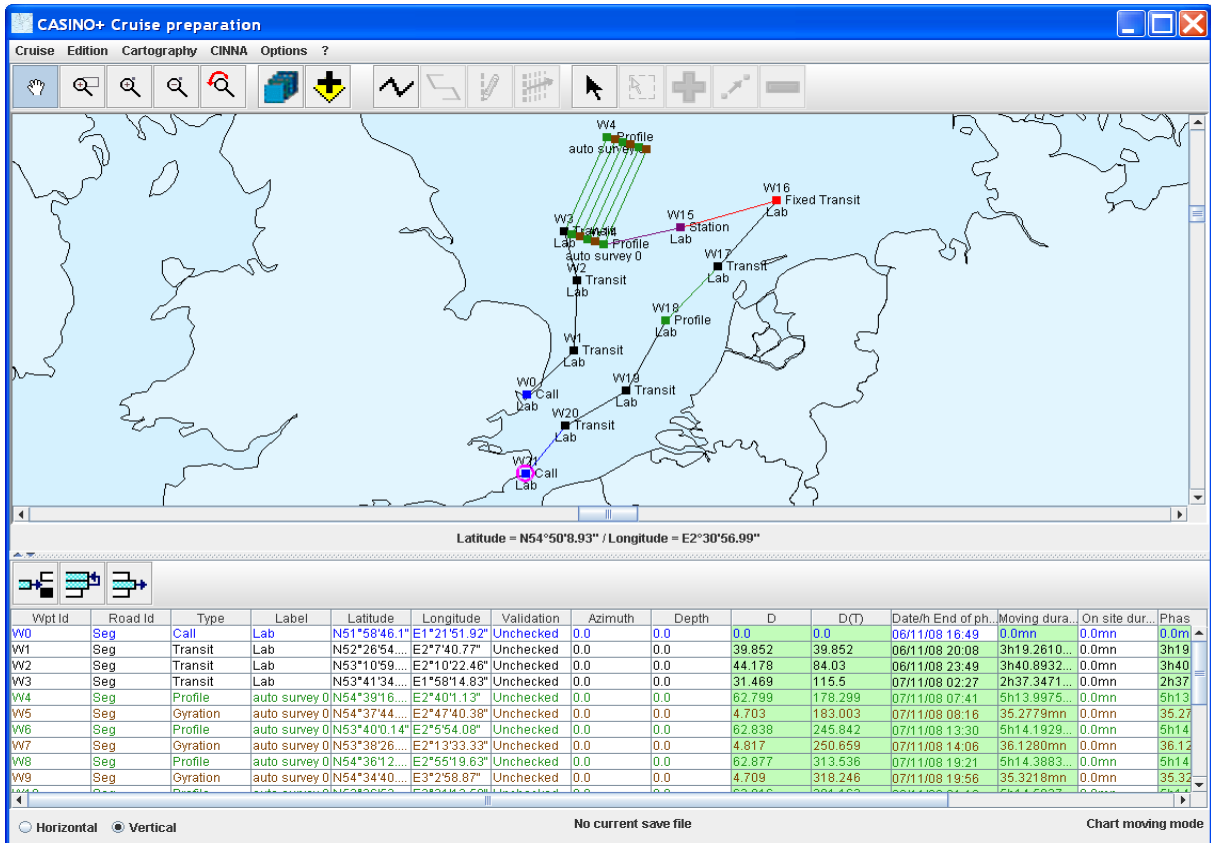 CASINO+ Cruise preparation
Cruise Edition Cartography CINNA Options ?
W4
Profile
auto survey 0
W16
Fixed Transit
Lab
W15
Station
Lab
W3
Transit
Lab
W14
Profile
auto survey 0
W2
Transit
Lab
W17
Transit
Lab
W18
Profile
Lab
W1
Transit
Lab
W0
Call
Lab
W19
Transit
Lab
W20
Transit
Lab
W21
Call
Lab
Latitude = N54°50'8.93" / Longitude = E2°30'56.99"
Wpt Id Road Id Type Label Latitude Longitude Validation Azimuth Depth D D(T) Date/h End of ph... Moving dura... On site dur... Phas
W0 Seg Call Lab N51°58'46.1" E1°21'51.92" Unchecked 0.0 0.0 0.0 0.0 06/11/08 16:49 0.0mn 0.0mn 0.0m
W1 Seg Transit Lab N52°26'54.... E2°7'40.77" Unchecked 0.0 0.0 39.852 39.852 06/11/08 20:08 3h19.2610... 0.0mn 3h19
W2 Seg Transit Lab N53°10'59.... E2°10'22.46" Unchecked 0.0 0.0 44.178 84.03 06/11/08 23:49 3h40.8932... 0.0mn 3h40
W3 Seg Transit Lab N53°41'34.... E1°58'14.83" Unchecked 0.0 0.0 31.469 115.5 07/11/08 02:27 2h37.3471... 0.0mn 2h37
W4 Seg Profile auto survey 0 N54°39'16.... E2°40'1.13" Unchecked 0.0 0.0 62.799 178.299 07/11/08 07:41 5h13.9975... 0.0mn 5h13
W5 Seg Gyration auto survey 0 N54°37'44.... E2°47'40.38" Unchecked 0.0 0.0 4.703 183.003 07/11/08 08:16 35.2779mn 0.0mn 35.27
W6 Seg Profile auto survey 0 N53°40'0.14" E2°5'54.08" Unchecked 0.0 0.0 62.838 245.842 07/11/08 13:30 5h14.1929... 0.0mn 5h14
W7 Seg Gyration auto survey 0 N53°38'26.... E2°13'33.33" Unchecked 0.0 0.0 4.817 250.659 07/11/08 14:06 36.1280mn 0.0mn 36.12
W8 Seg Profile auto survey 0 N54°36'12.... E2°55'19.63" Unchecked 0.0 0.0 62.877 313.536 07/11/08 19:21 5h14.3883... 0.0mn 5h14
W9 Seg Gyration auto survey 0 N54°34'40.... E3°2'58.87" Unchecked 0.0 0.0 4.709 318.246 07/11/08 19:56 35.3218mn 0.0mn 35.32
Horizontal Vertical No current save file Chart moving mode